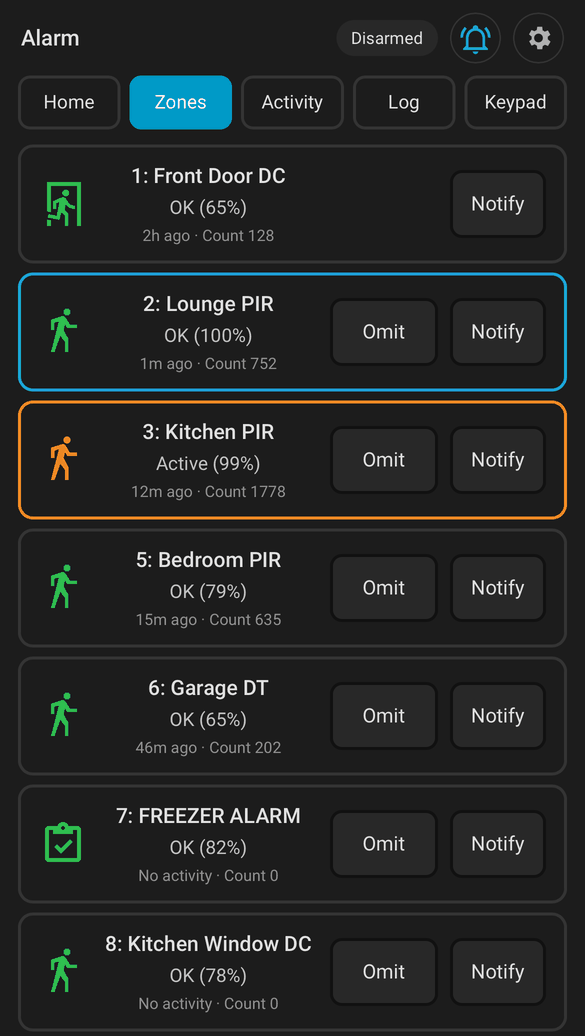 Alarm
Disarmed
Home
Zones
Activity
Log
Keypad
1: Front Door DC
OK (65%)
2h ago · Count 128
Notify
2: Lounge PIR
OK (100%)
1m ago · Count 752
Omit
Notify
3: Kitchen PIR
Active (99%)
12m ago · Count 1778
Omit
Notify
5: Bedroom PIR
OK (79%)
15m ago · Count 635
Omit
Notify
6: Garage DT
OK (65%)
46m ago · Count 202
Omit
Notify
7: FREEZER ALARM
OK (82%)
No activity · Count 0
Omit
Notify
8: Kitchen Window DC
OK (78%)
No activity · Count 0
Omit
Notify